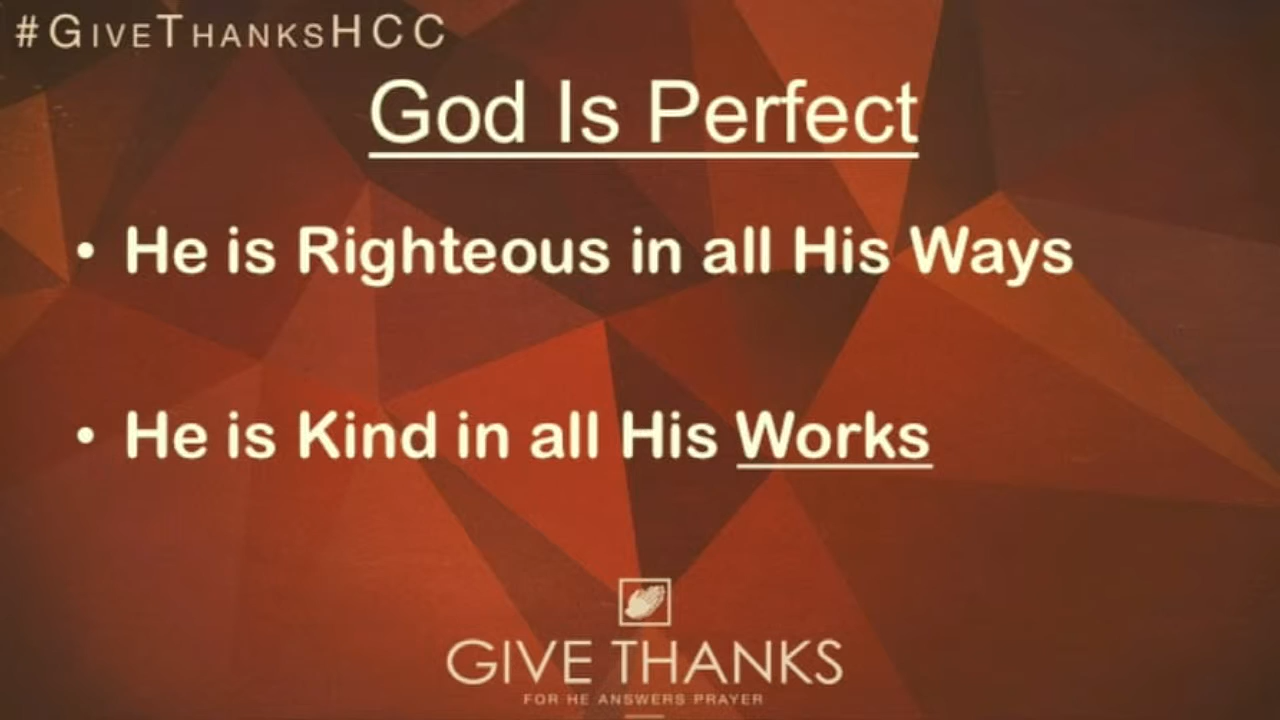 #GIVETHANKSHCC
God Is Perfect
• He is Righteous in all His Ways
• He is Kind in all His Works
GIVE THANKS
FOR HE ANSWERS PRAYER